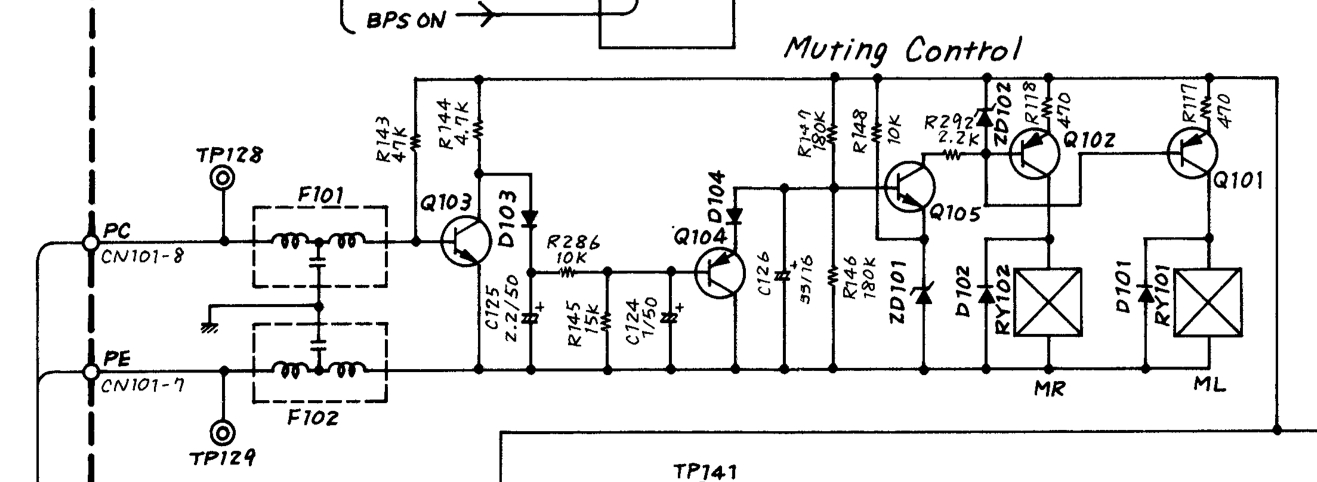 BPS ON
Muting Control
R143
47K
R144
4.7K
R147
180K
R148
10K
R292
2.2K
ZD102
R118
470
Q102
R117
470
Q101
TP128
F101
Q103
D103
D104
Q105
PC
CN101-8
R286
10K
Q104
C125
2.2/50
+
R145
15K
C124
1/50
+
C126
33/16
+
R146
180K
ZD101
D102
RY102
D101
RY101
PE
CN101-7
F102
MR
ML
TP129
TP141